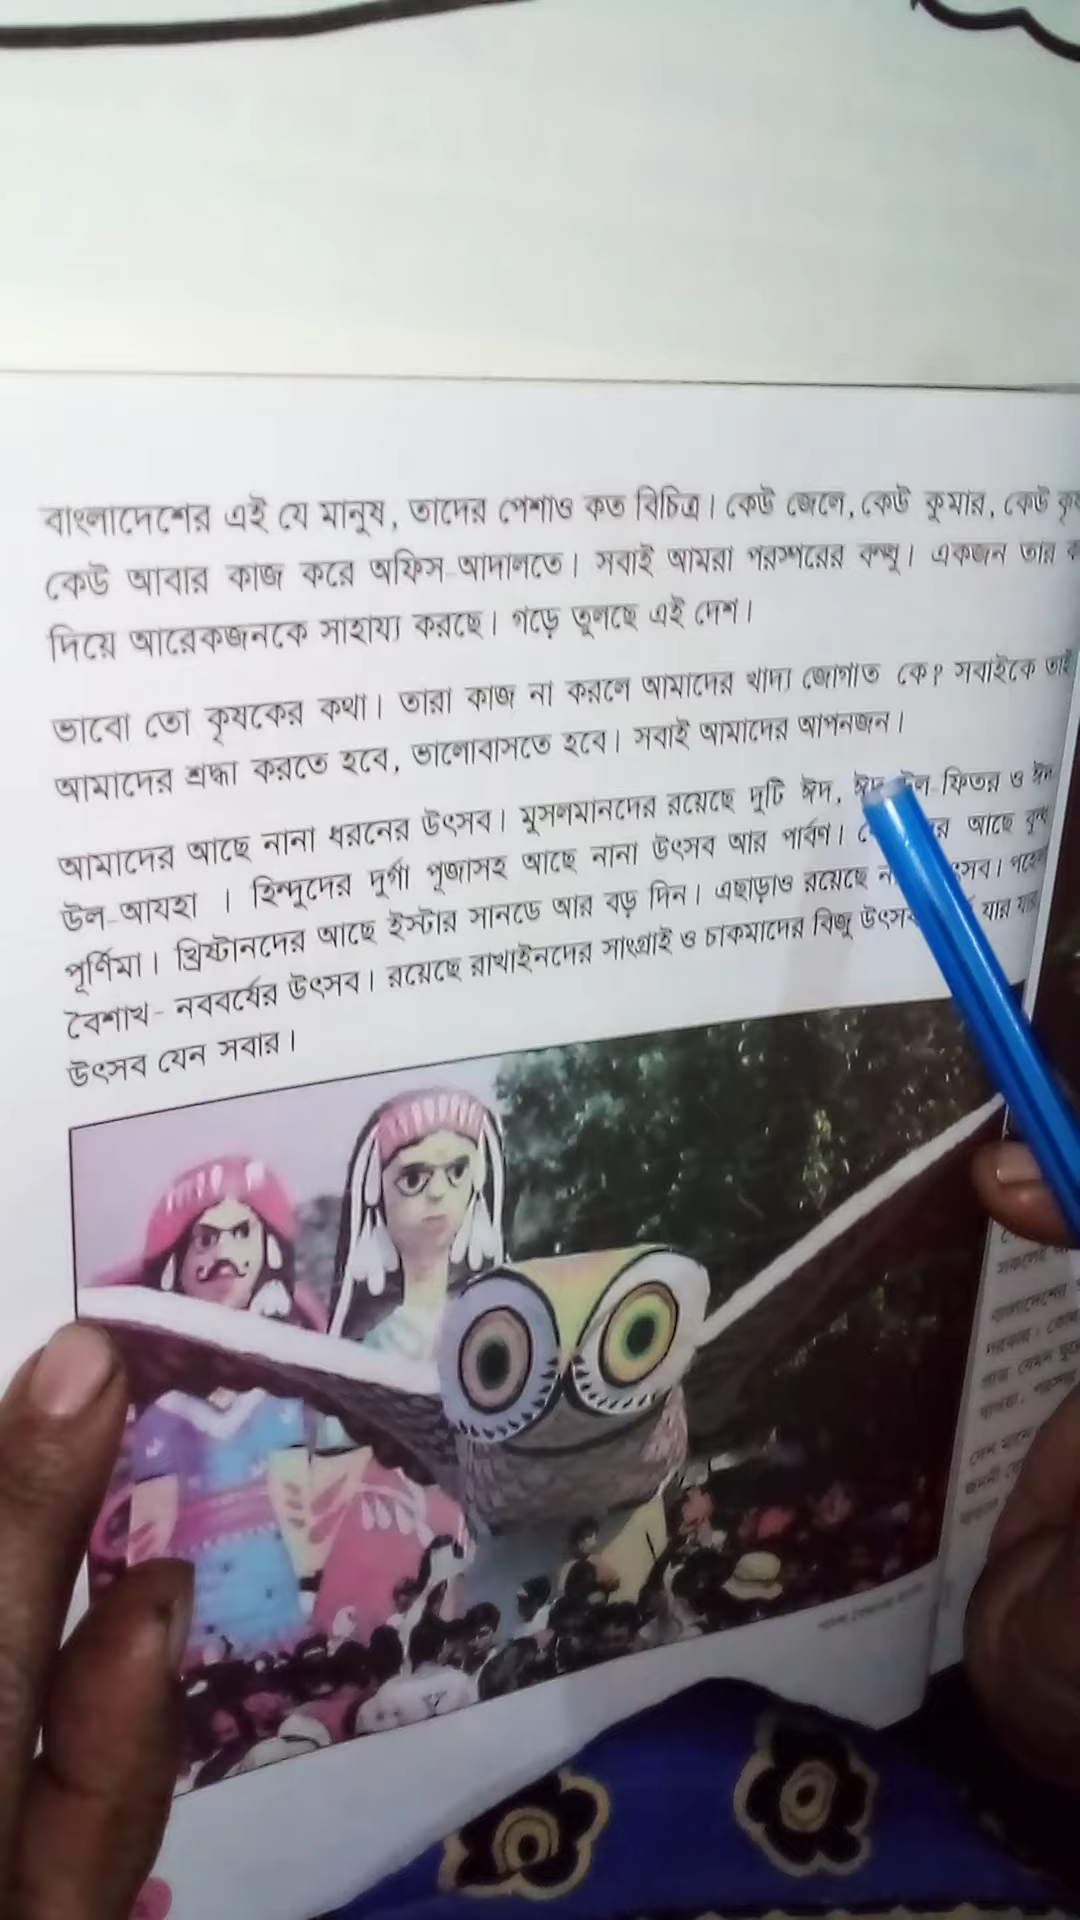 বাংলাদেশের এই যে মানুষ, তাদের পেশাও কত বিচিত্র। কেউ জেলে, কেউ কুমার, কেউ
কেউ আবার কাজ করে অফিস-আদালতে। সবাই আমরা পরস্পরের বন্ধু। একজন তার
দিয়ে আরেকজনকে সাহায্য করছে। গড়ে তুলছে এই দেশ।
ভাবো তো কৃষকের কথা। তারা কাজ না করলে আমাদের খাদ্য জোগাত কে? সবাইকে তাই
আমাদের শ্রদ্ধা করতে হবে, ভালোবাসতে হবে। সবাই আমাদের আপনজন।
আমাদের আছে নানা ধরনের উৎসব। মুসলমানদের রয়েছে দুটি ঈদ, ঈদ ফিতর ও ঈদ
উল-আযহা । হিন্দুদের দুর্গা পূজাসহ আছে নানা উৎসব আর পার্বণ। আছে
পূর্ণিমা। খ্রিষ্টানদের আছে ইস্টার সানডে আর বড় দিন। এছাড়াও রয়েছে
বৈশাখ- নববর্ষের উৎসব। রয়েছে রাখাইনদের সাংগ্রাই ও চাকমাদের বিজু যার যার
উৎসব যেন সবার।